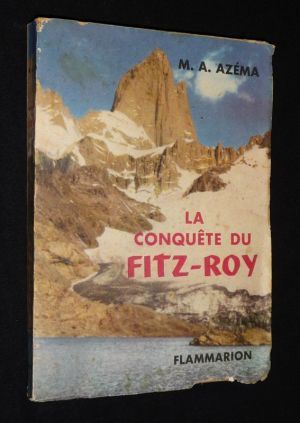 M. A. AZÉMA
LA
CONQUÊTE DU
FITZ-ROY
FLAMMARION